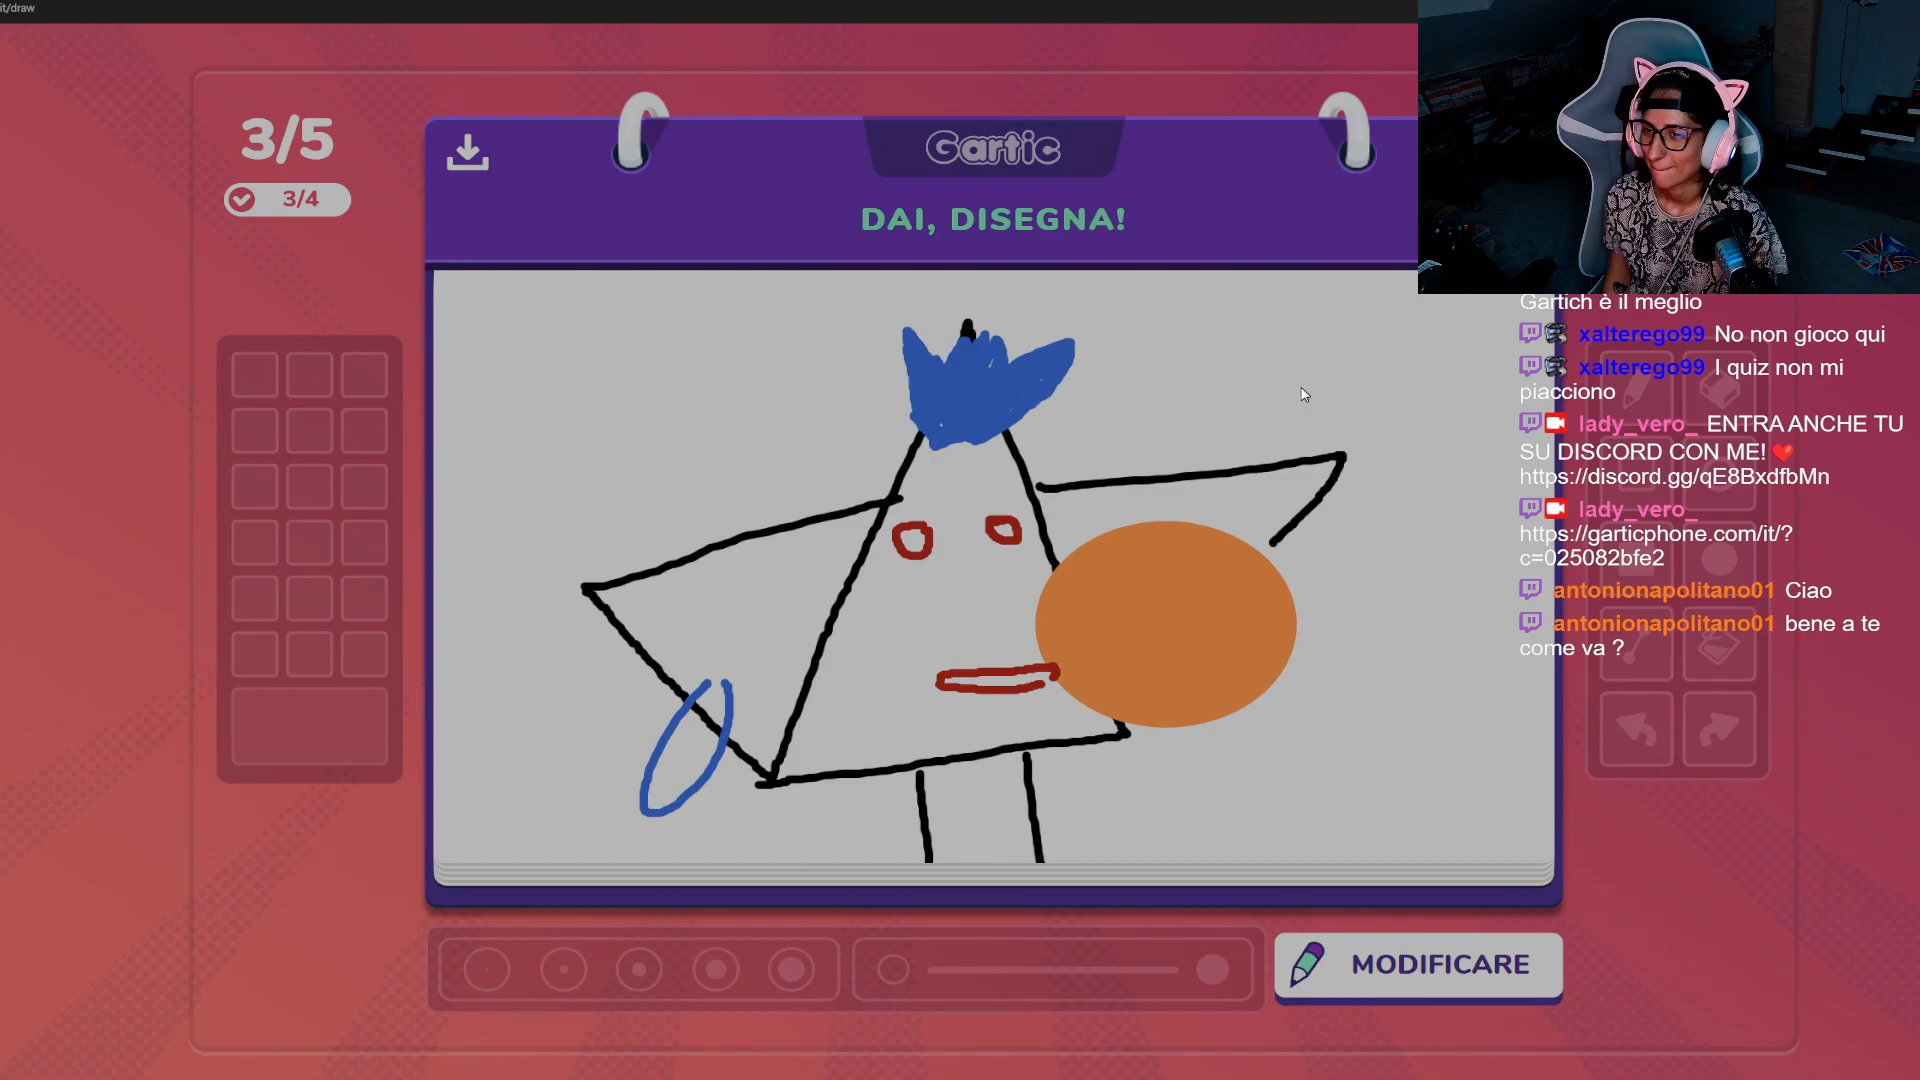 it/draw
3/5
3/4
Gartic
DAI, DISEGNA!
MODIFICARE
Gartich è il meglio
xalterego99 No non gioco qui
xalterego99 I quiz non mi
piacciono
lady_vero_ ENTRA ANCHE TU
SU DISCORD CON ME!
https://discord.gg/qE8BxdfbMn
lady_vero_
https://garticphone.com/it/?
c=025082bfe2
antonionapolitano01 Ciao
antonionapolitano01 bene a te
come va ?